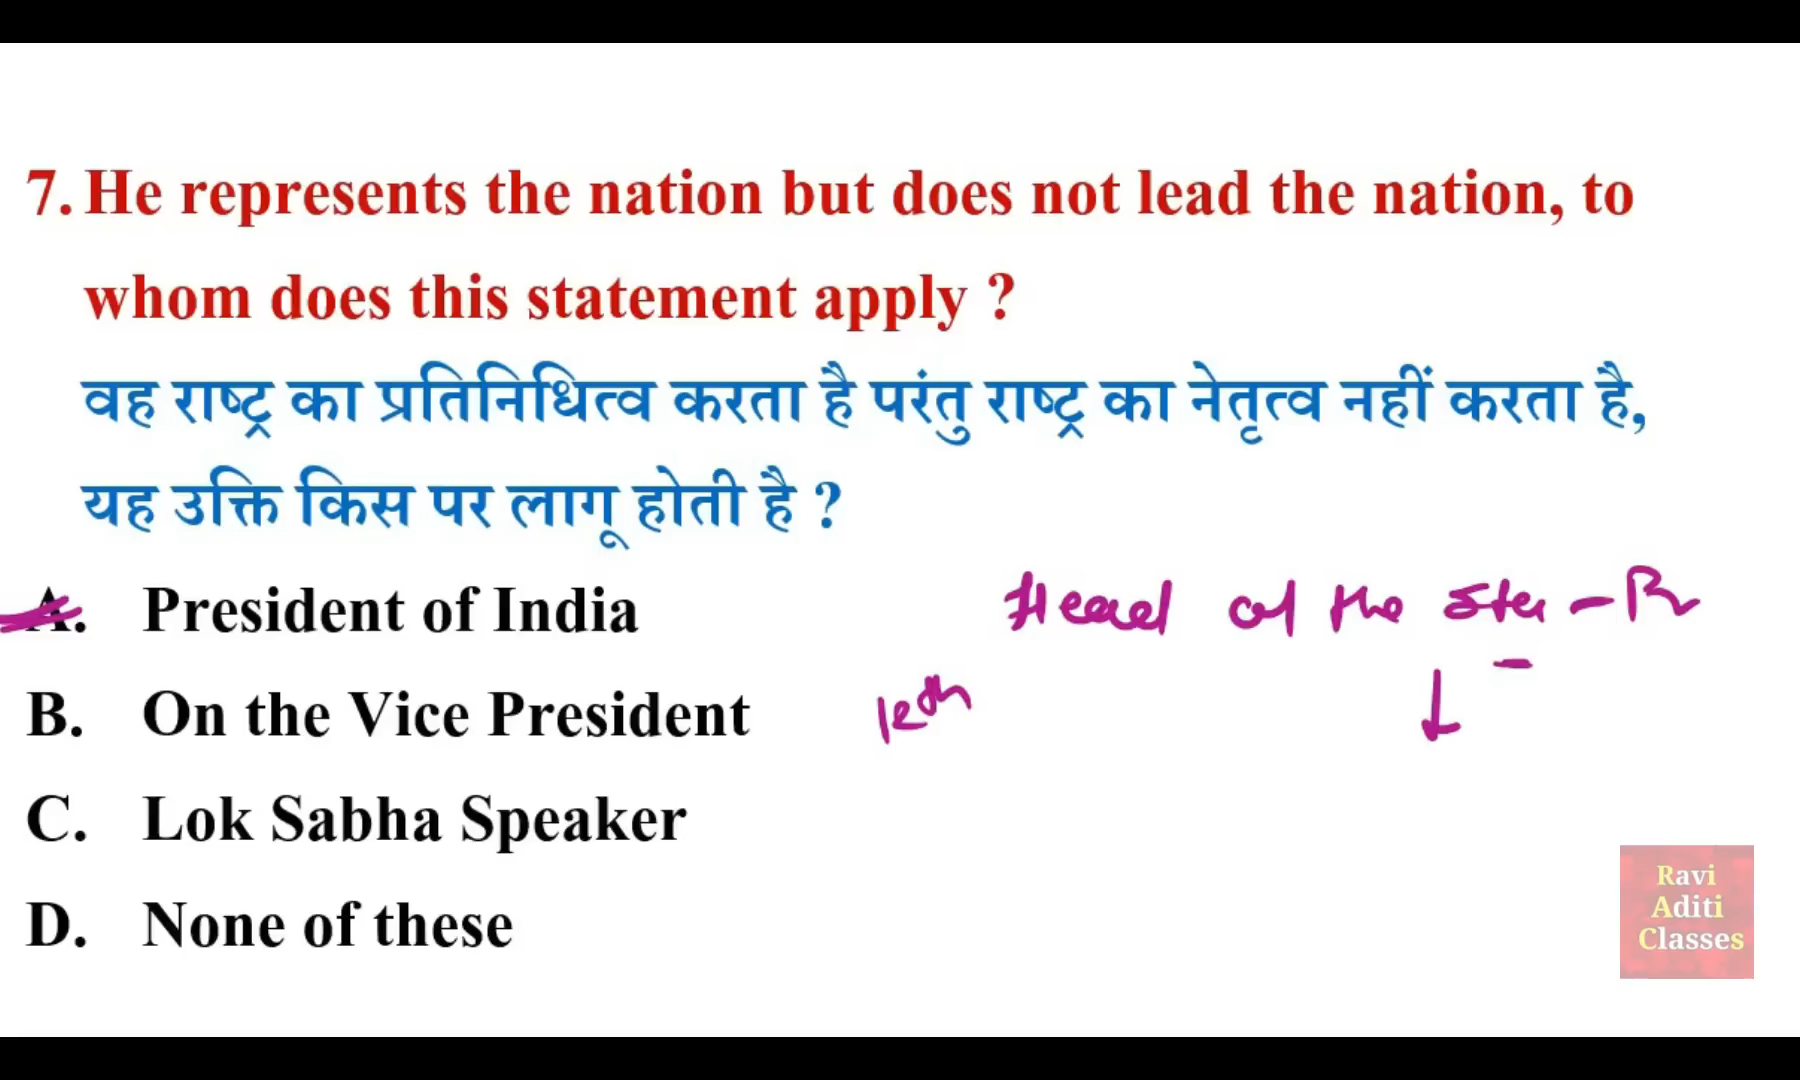 7. He represents the nation but does not lead the nation, to
whom does this statement apply ?
वह राष्ट्र का प्रतिनिधित्व करता है परंतु राष्ट्र का नेतृत्व नहीं करता है,
यह उक्ति किस पर लागू होती है ?
A. President of India
Head of the
B. On the Vice President
C. Lok Sabha Speaker
D. None of these
Ravi
Aditi
Classes